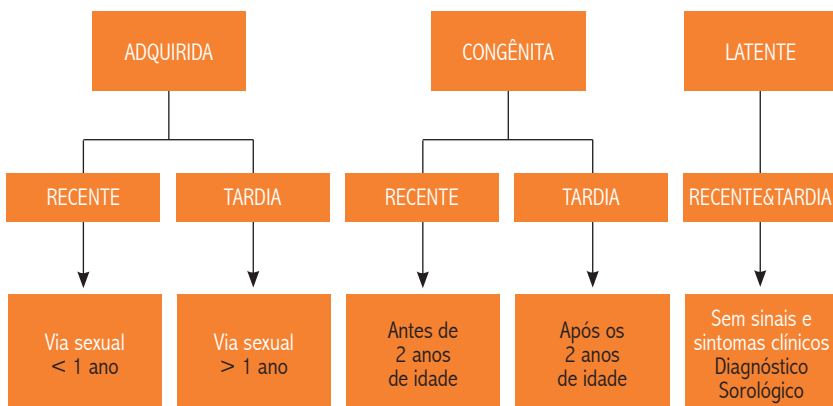 ADQUIRIDA
CONGÊNITA
LATENTE
RECENTE
TARDIA
RECENTE
TARDIA
RECENTE&TARDIA
Via sexual
< 1 ano
Via sexual
> 1 ano
Antes de
2 anos
de idade
Após os
2 anos
de idade
Sem sinais e
sintomas clínicos
Diagnóstico
Sorológico